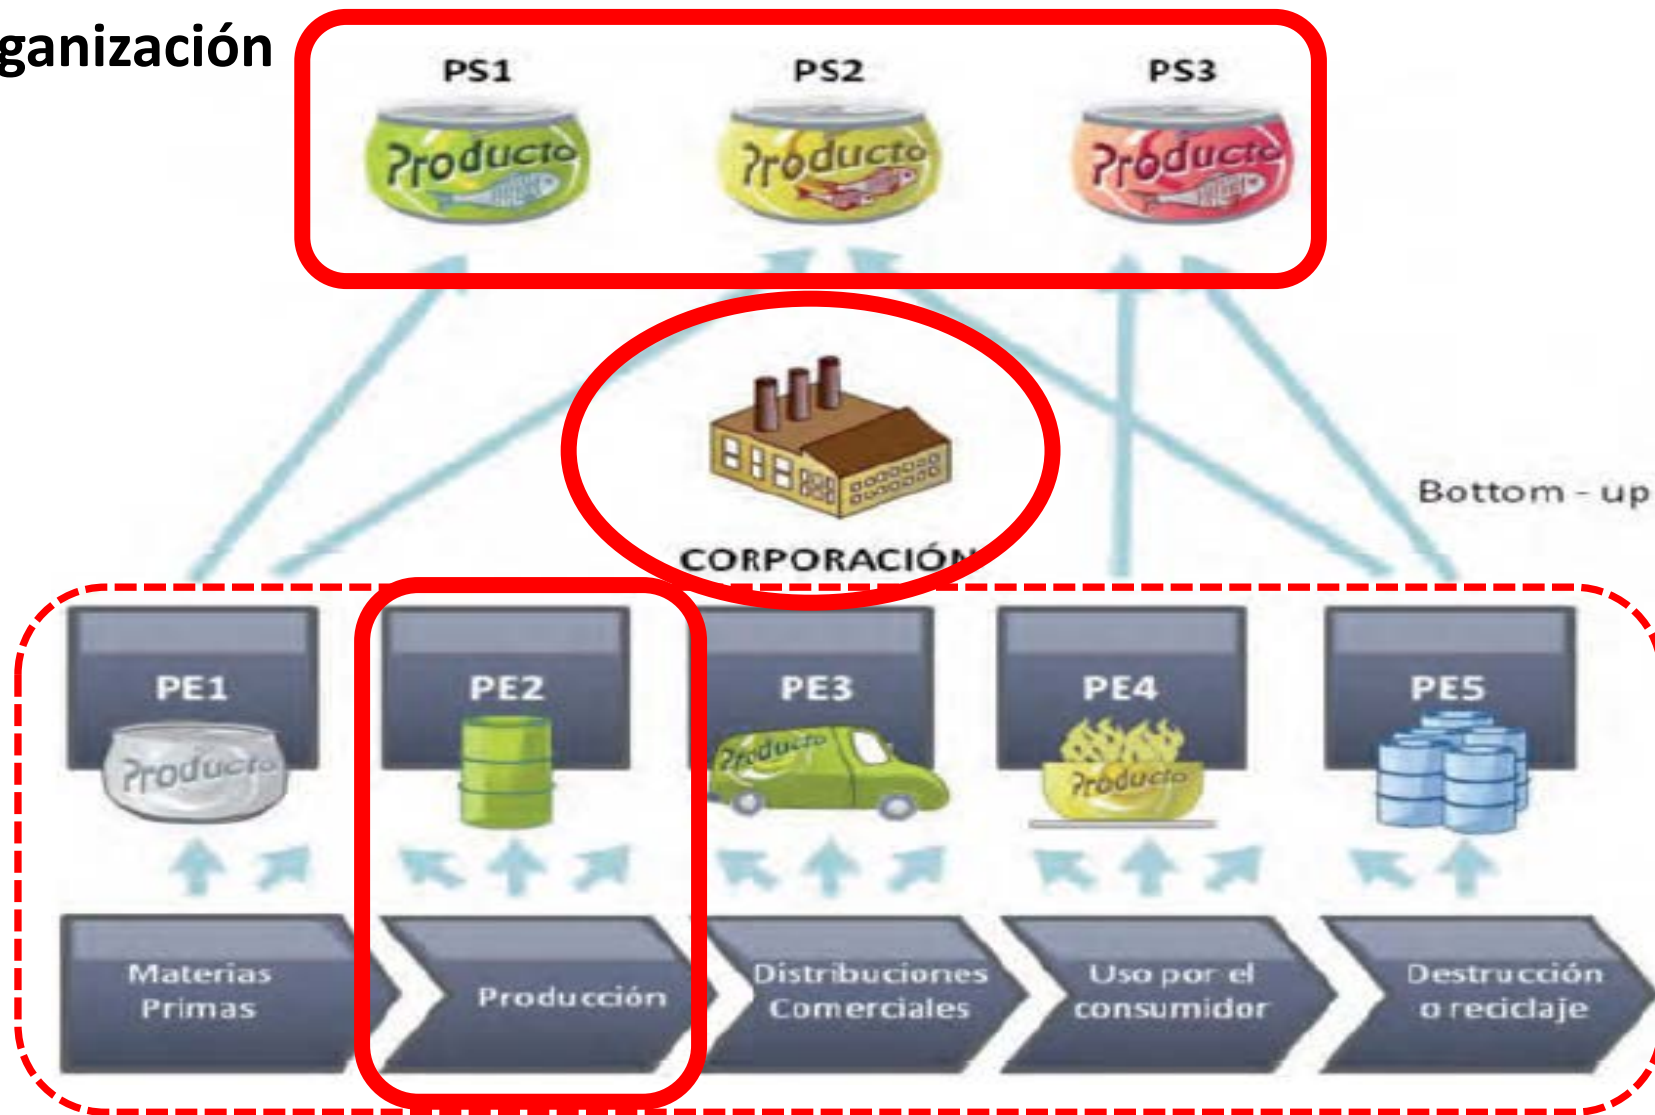 ganización
PS1 PS2 PS3
Producto Producto Producto
Bottom - up
CORPORACIÓN
PE1 PE2 PE3 PE4 PE5
Producto Producto Producto
Materias
Primas
Producción
Distribuciones
Comerciales
Uso por el
consumidor
Destrucción
o reciclaje